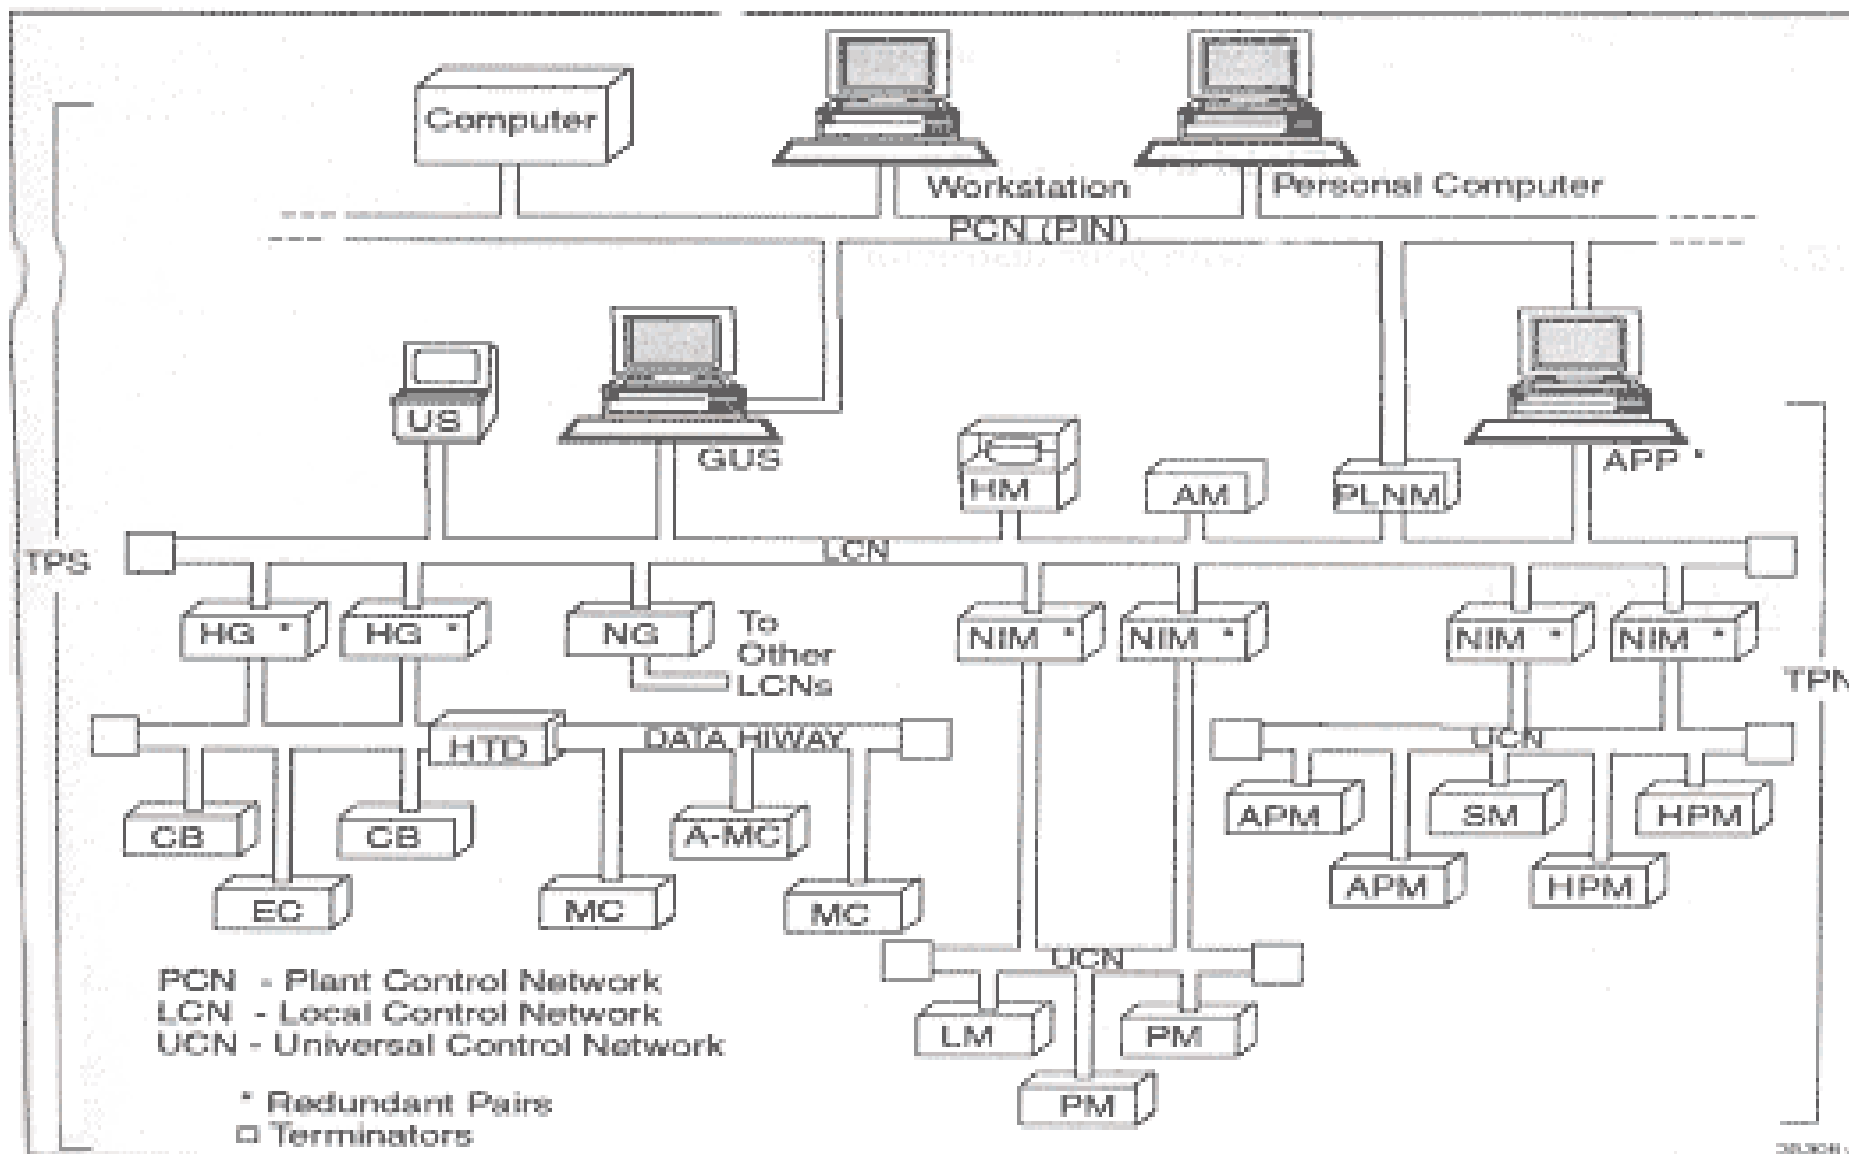 Computer
Workstation
Personal Computer
PCN (PIN)
US
GUS
HM
AM
PLNM
APP *
TPS
LCN
HG *
HG *
NG
To
Other
LCNs
NIM *
NIM *
NIM *
NIM *
TPN
HTD
DATA HIWAY
UCN
CB
CB
A-MC
APM
SM
HPM
EC
MC
MC
APM
HPM
UCN
PCN - Plant Control Network
LCN - Local Control Network
UCN - Universal Control Network
LM
PM
PM
* Redundant Pairs
Terminators